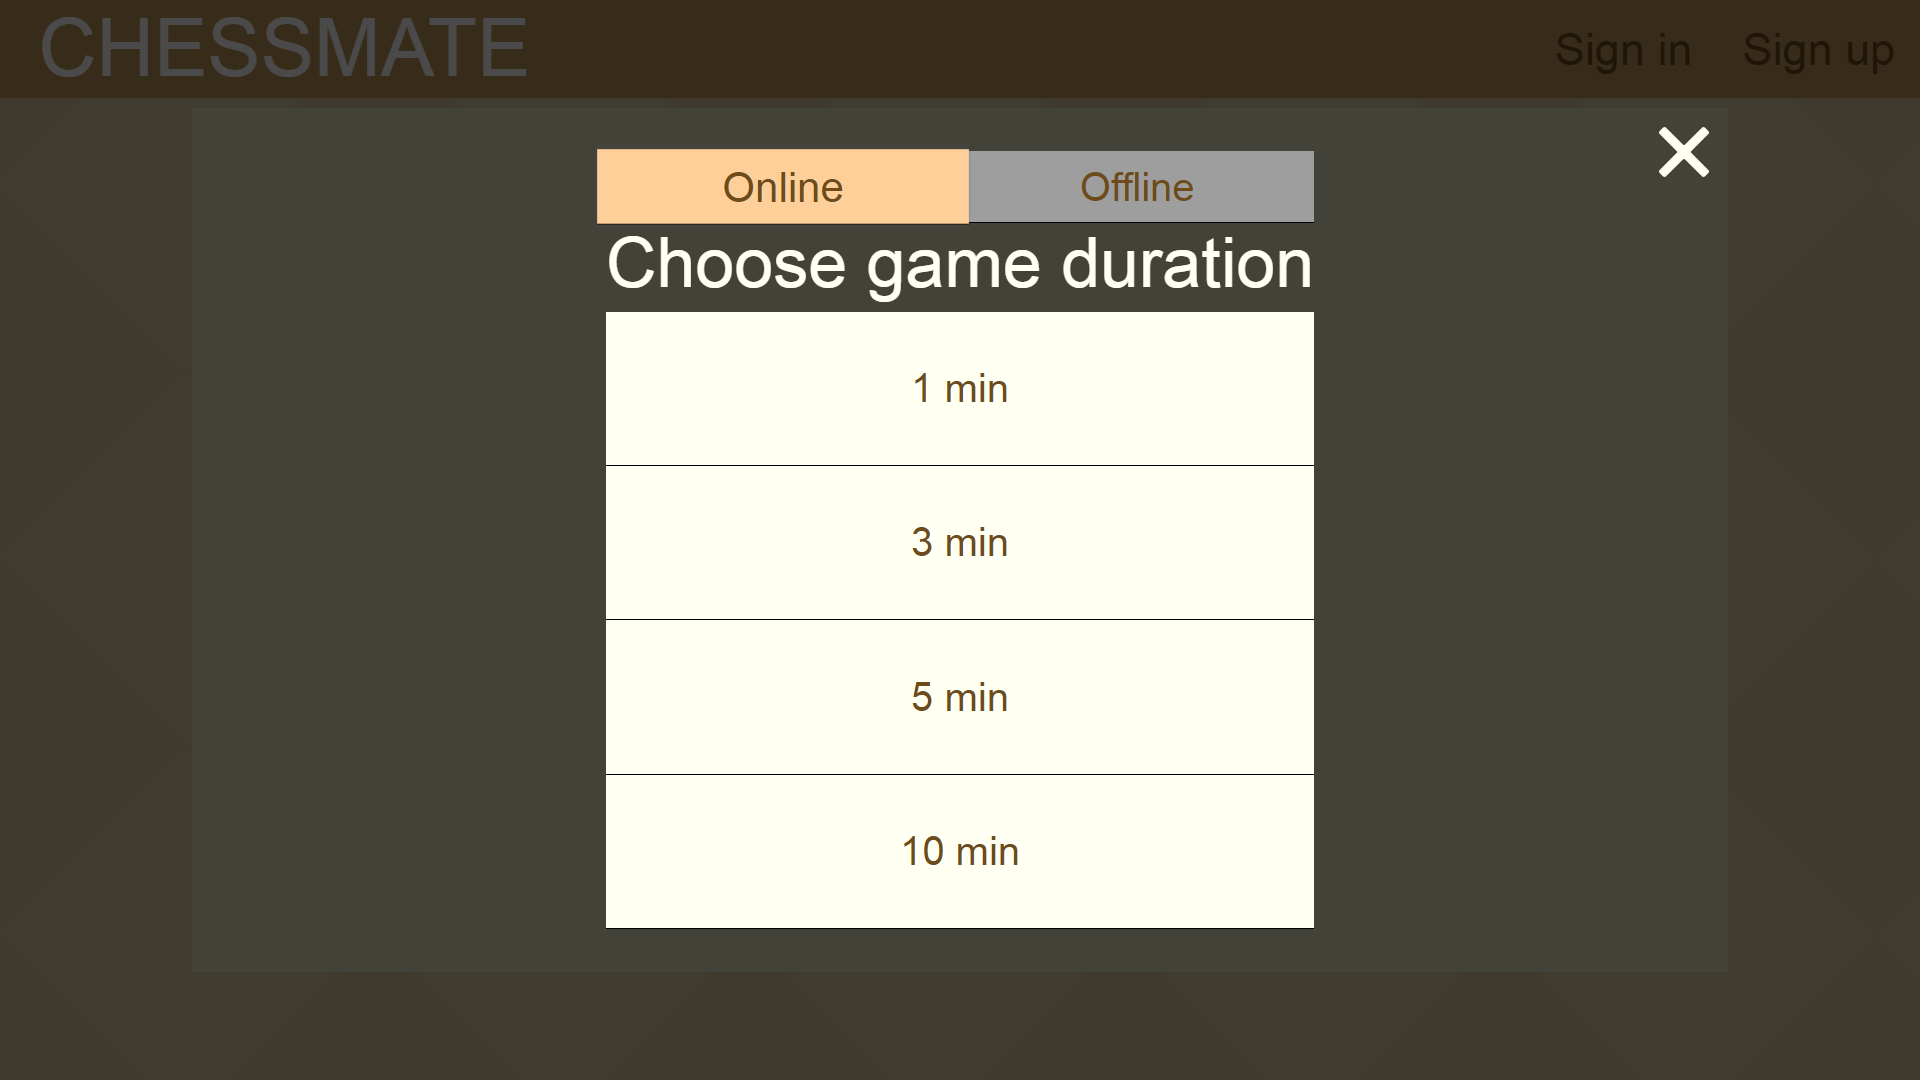 CHESSMATE
Sign in Sign up
Online Offline
Choose game duration
1 min
3 min
5 min
10 min